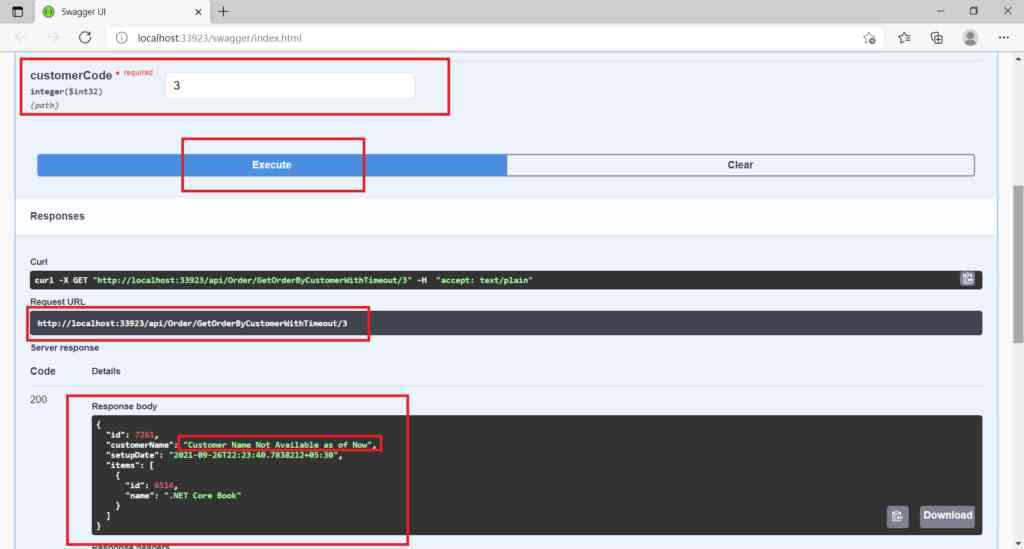 Swagger UI
localhost:33923/swagger/index.html
customerCode * required
3
integer($int32)
(path)
Execute
Clear
Responses
Curl
curl -X GET "http://localhost:33923/api/Order/GetOrderByCustomerWithTimeout/3" -H  "accept: text/plain"
Request URL
http://localhost:33923/api/Order/GetOrderByCustomerWithTimeout/3
Server response
Code Details
200
Response body
{
"id": 7261,
"customerName": "Customer Name Not Available as of Now",
"setupDate": "2021-09-26T22:23:40.7838212+05:30",
"items": [
{
"id": 6514,
"name": ".NET Core Book"
}
]
}
Download
Response headers